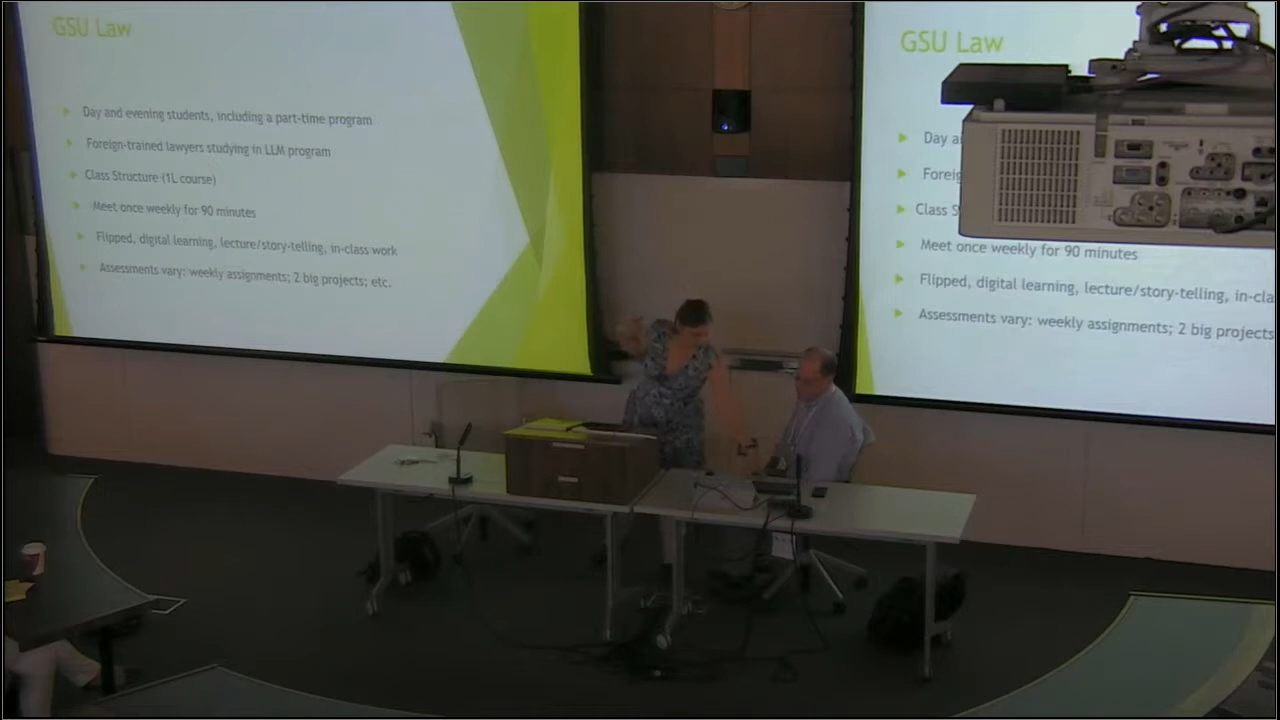 GSU Law
Day and evening students, including a part-time program
Foreign-trained lawyers studying in LLM program
Class Structure (1L course)
Meet once weekly for 90 minutes
Flipped, digital learning, lecture/story-telling, in-class work
Assessments vary: weekly assignments; 2 big projects; etc.
GSU Law
Day a
Foreig
Class S
Meet once weekly for 90 minutes
Flipped, digital learning, lecture/story-telling, in-cla
Assessments vary: weekly assignments; 2 big projects